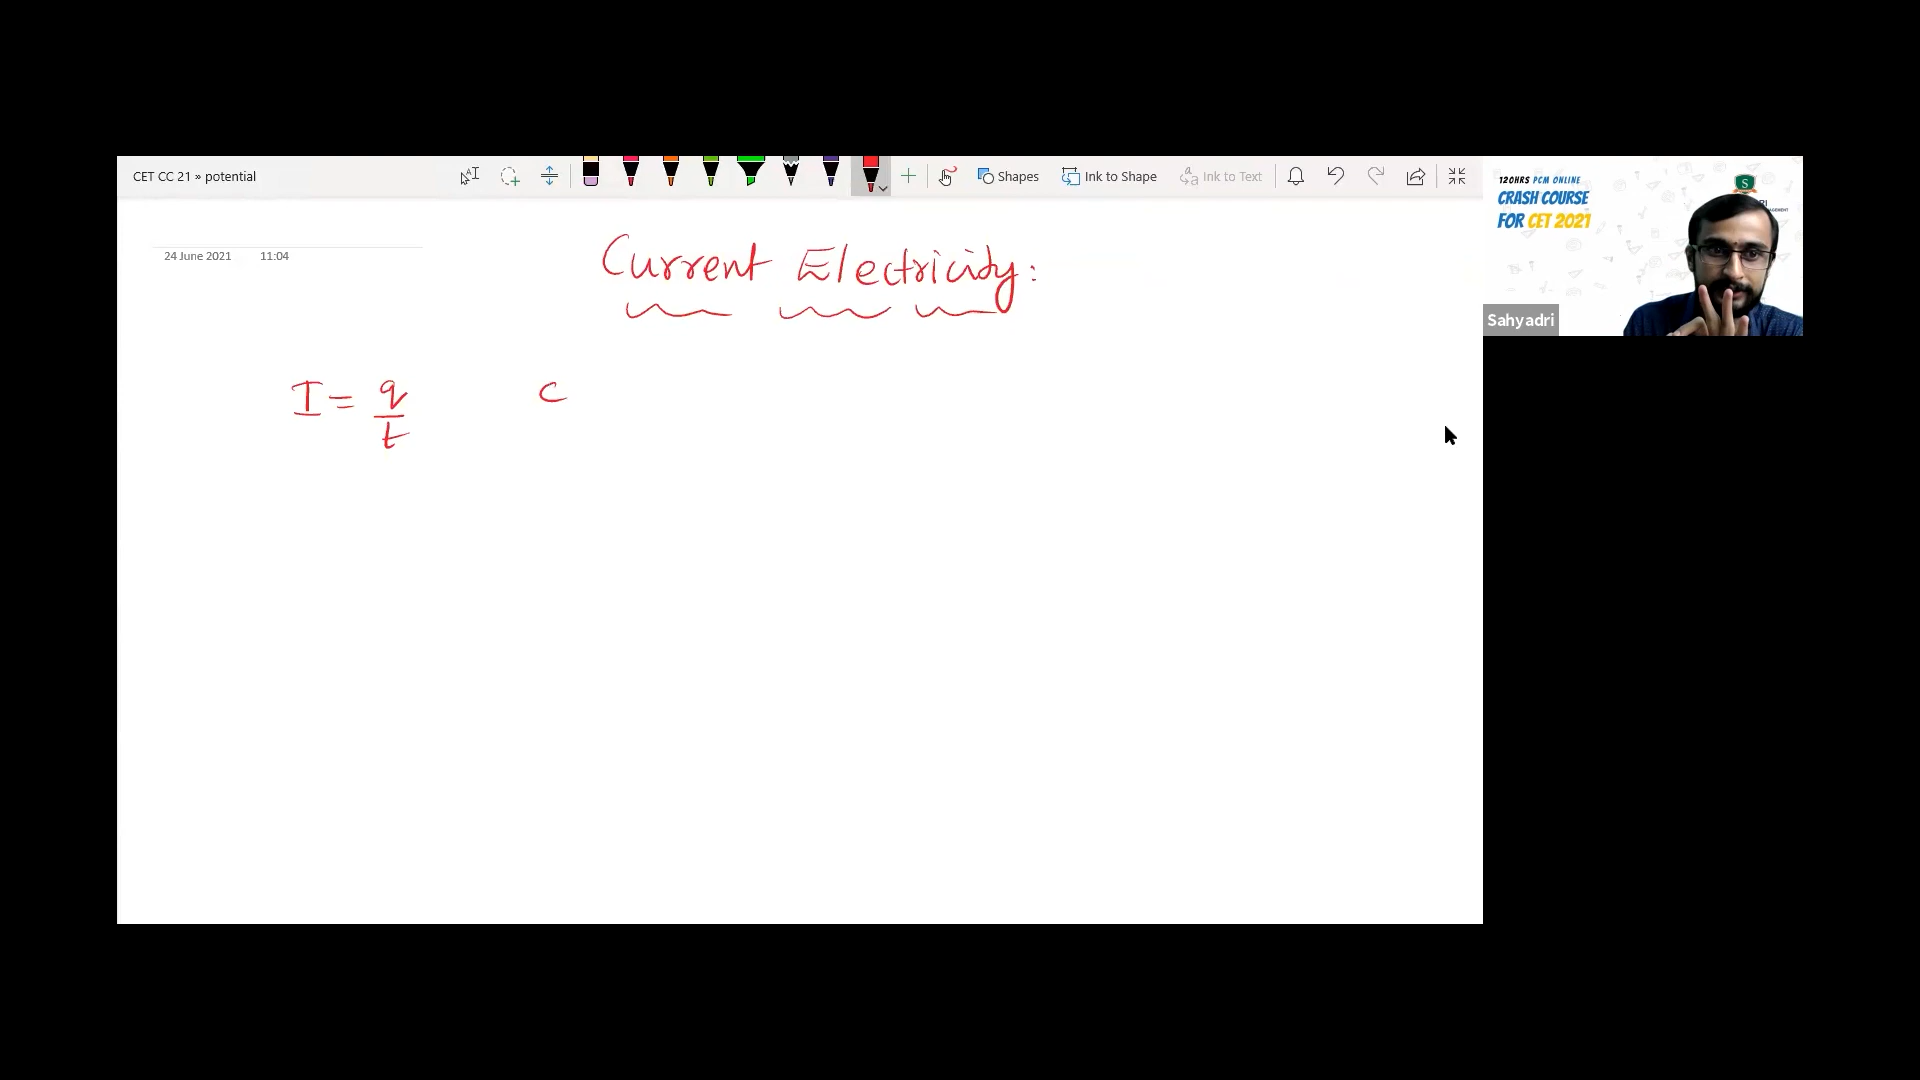 CET CC 21 » potential
Shapes
Ink to Shape
Ink to Text
24 June 2021 11:04
Current Electricity:
I = q/t
C
120HRS PCM ONLINE
CRASH COURSE
FOR CET 2021
S
Sahyadri